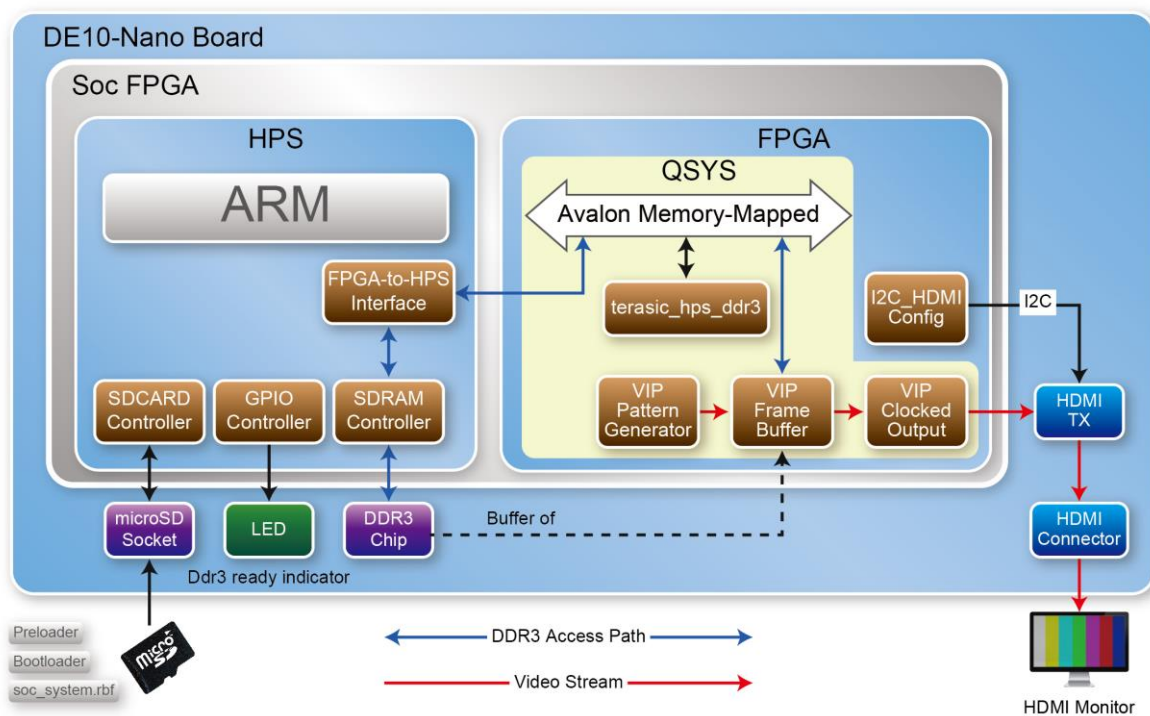 DE10-Nano Board
Soc FPGA
HPS
ARM
FPGA-to-HPS
Interface
SDCARD
Controller
GPIO
Controller
SDRAM
Controller
FPGA
QSYS
Avalon Memory-Mapped
terasic_hps_ddr3
I2C_HDMI
Config
I2C
VIP
Pattern
Generator
VIP
Frame
Buffer
VIP
Clocked
Output
HDMI
TX
microSD
Socket
LED
DDR3
Chip
Buffer of
HDMI
Connector
Ddr3 ready indicator
Preloader
Bootloader
soc_system.rbf
Micro
SD
DDR3 Access Path
Video Stream
HDMI Monitor